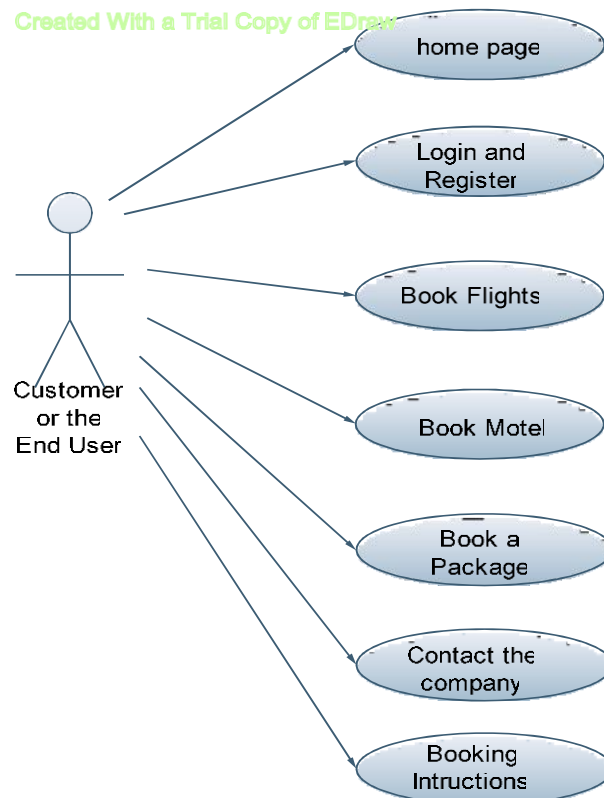 Created With a Trial Copy of EDraw
home page
Login and
Register
Book Flights
Book Motel
Customer
or the
End User
Book a
Package
Contact the
company
Booking
Intructions